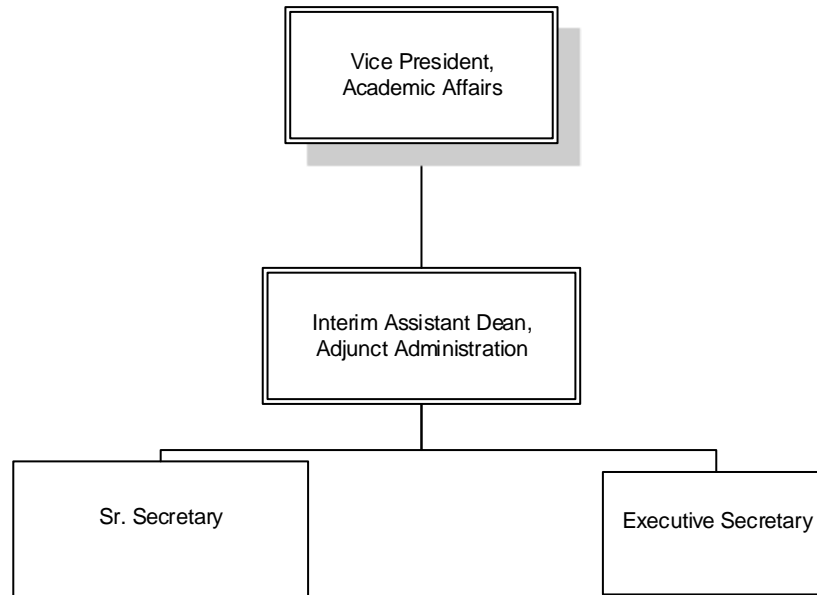 Vice President,
Academic Affairs
Interim Assistant Dean,
Adjunct Administration
Sr. Secretary
Executive Secretary